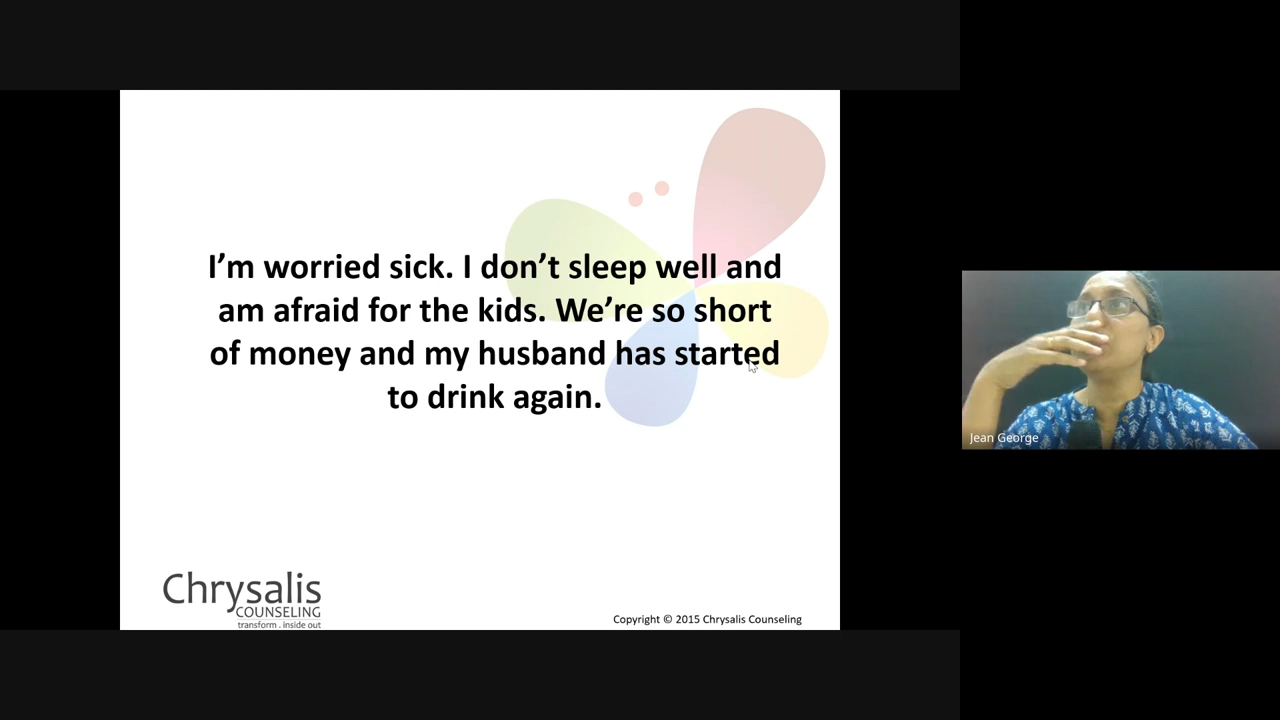 I'm worried sick. I don't sleep well and
am afraid for the kids. We're so short
of money and my husband has started
to drink again.
Jean George
Chrysalis
COUNSELING
transform . inside out
Copyright © 2015 Chrysalis Counseling